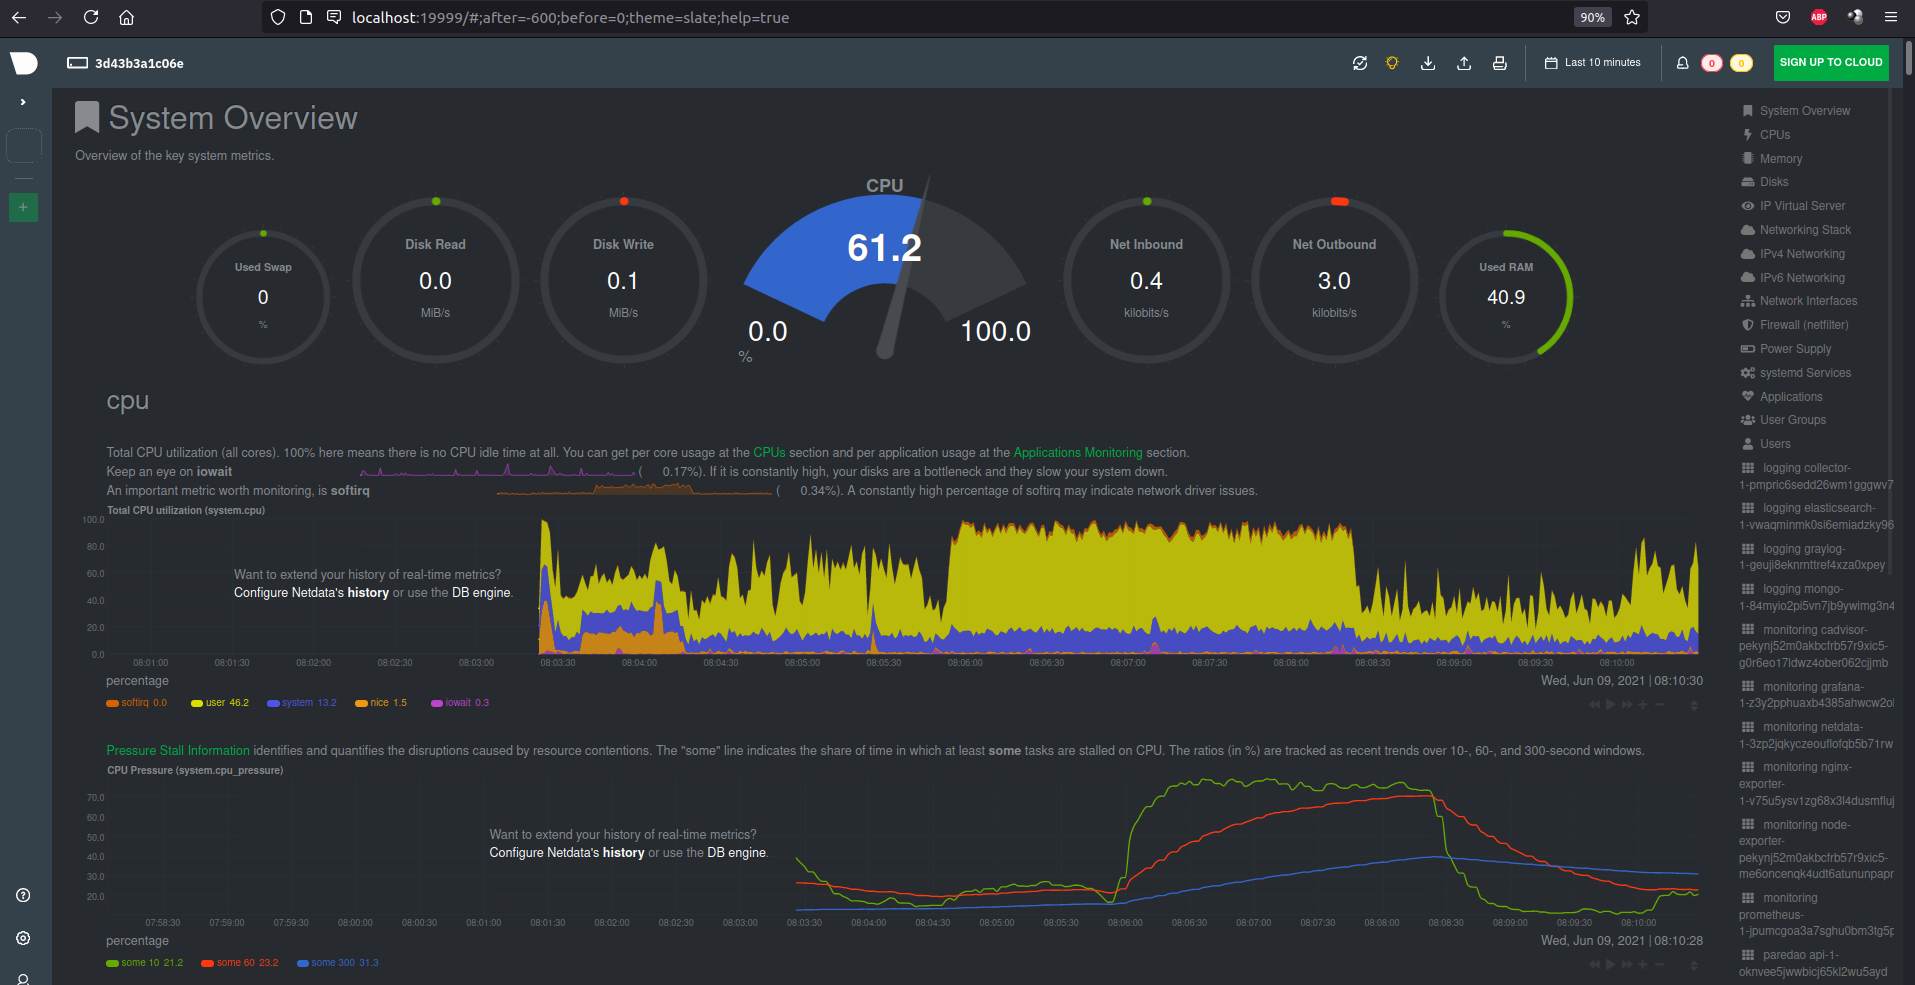 localhost:19999/#;after=-600;before=0;theme=slate;help=true
90%
ABP
3d43b3a1c06e
Last 10 minutes
0
0
SIGN UP TO CLOUD
System Overview
Overview of the key system metrics.
Used Swap
0
%
Disk Read
0.0
MiB/s
Disk Write
0.1
MiB/s
CPU
61.2
0.0
100.0
%
Net Inbound
0.4
kilobits/s
Net Outbound
3.0
kilobits/s
Used RAM
40.9
%
cpu
Total CPU utilization (all cores). 100% here means there is no CPU idle time at all. You can get per core usage at the CPUs section and per application usage at the Applications Monitoring section.
Keep an eye on iowait ( 0.17%). If it is constantly high, your disks are a bottleneck and they slow your system down.
An important metric worth monitoring, is softirq ( 0.34%). A constantly high percentage of softirq may indicate network driver issues.
Total CPU utilization (system.cpu)
100.0
80.0
60.0
40.0
20.0
0.0
Want to extend your history of real-time metrics?
Configure Netdata's history or use the DB engine.
08:01:00 08:01:30 08:02:00 08:02:30 08:03:00 08:03:30 08:04:00 08:04:30 08:05:00 08:05:30 08:06:00 08:06:30 08:07:00 08:07:30 08:08:00 08:08:30 08:09:00 08:09:30 08:10:00
percentage
Wed, Jun 09, 2021 | 08:10:30
softirq 0.0 user 46.2 system 13.2 nice 1.5 iowait 0.3
Pressure Stall Information identifies and quantifies the disruptions caused by resource contentions. The "some" line indicates the share of time in which at least some tasks are stalled on CPU. The ratios (in %) are tracked as recent trends over 10-, 60-, and 300-second windows.
CPU Pressure (system.cpu_pressure)
70.0
60.0
50.0
40.0
30.0
20.0
Want to extend your history of real-time metrics?
Configure Netdata's history or use the DB engine.
07:58:30 07:59:00 07:59:30 08:00:00 08:00:30 08:01:00 08:01:30 08:02:00 08:02:30 08:03:00 08:03:30 08:04:00 08:04:30 08:05:00 08:05:30 08:06:00 08:06:30 08:07:00 08:07:30 08:08:00 08:08:30 08:09:00 08:09:30 08:10:00
percentage
Wed, Jun 09, 2021 | 08:10:28
some 10 21.2 some 60 23.2 some 300 31.3
System Overview
CPUs
Memory
Disks
IP Virtual Server
Networking Stack
IPv4 Networking
IPv6 Networking
Network Interfaces
Firewall (netfilter)
Power Supply
systemd Services
Applications
User Groups
Users
logging collector-
1-pmpric6sedd26wm1gggwv7
logging elasticsearch-
1-vwaqminmk0si6emiadzky96
logging graylog-
1-geuji8eknrnttref4xza0xpey
logging mongo-
1-84myio2pi5vn7jb9ywimg3n4
monitoring cadvisor-
pekynj52m0akbcfrb57r9xic5-
g0r6eo17ldwz4ober062cjjmb
monitoring grafana-
1-z3y2pphuaxb4385ahwcw2ol
monitoring netdata-
1-3zp2jqkyczeouflofqb5b71rw
monitoring nginx-
exporter-
1-v75u5ysv1zg68x3l4dusmfluj
monitoring node-
exporter-
pekynj52m0akbcfrb57r9xic5-
me6oncenqk4udt6atununpapr
monitoring
prometheus-
1-jpumcgoa3a7sghu0bm3tg5p
paredao api-1-
oknvee5jwwbicj65kl2wu5ayd